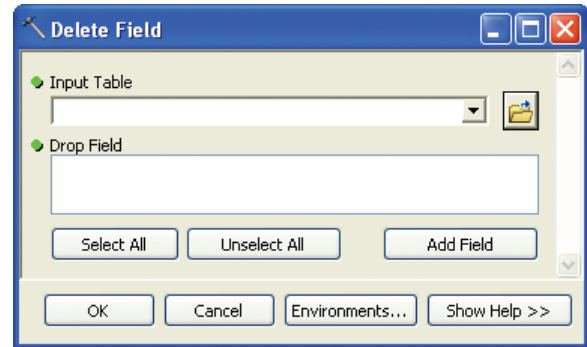 Delete Field
Input Table
Drop Field
Select All Unselect All Add Field
OK Cancel Environments... Show Help >>